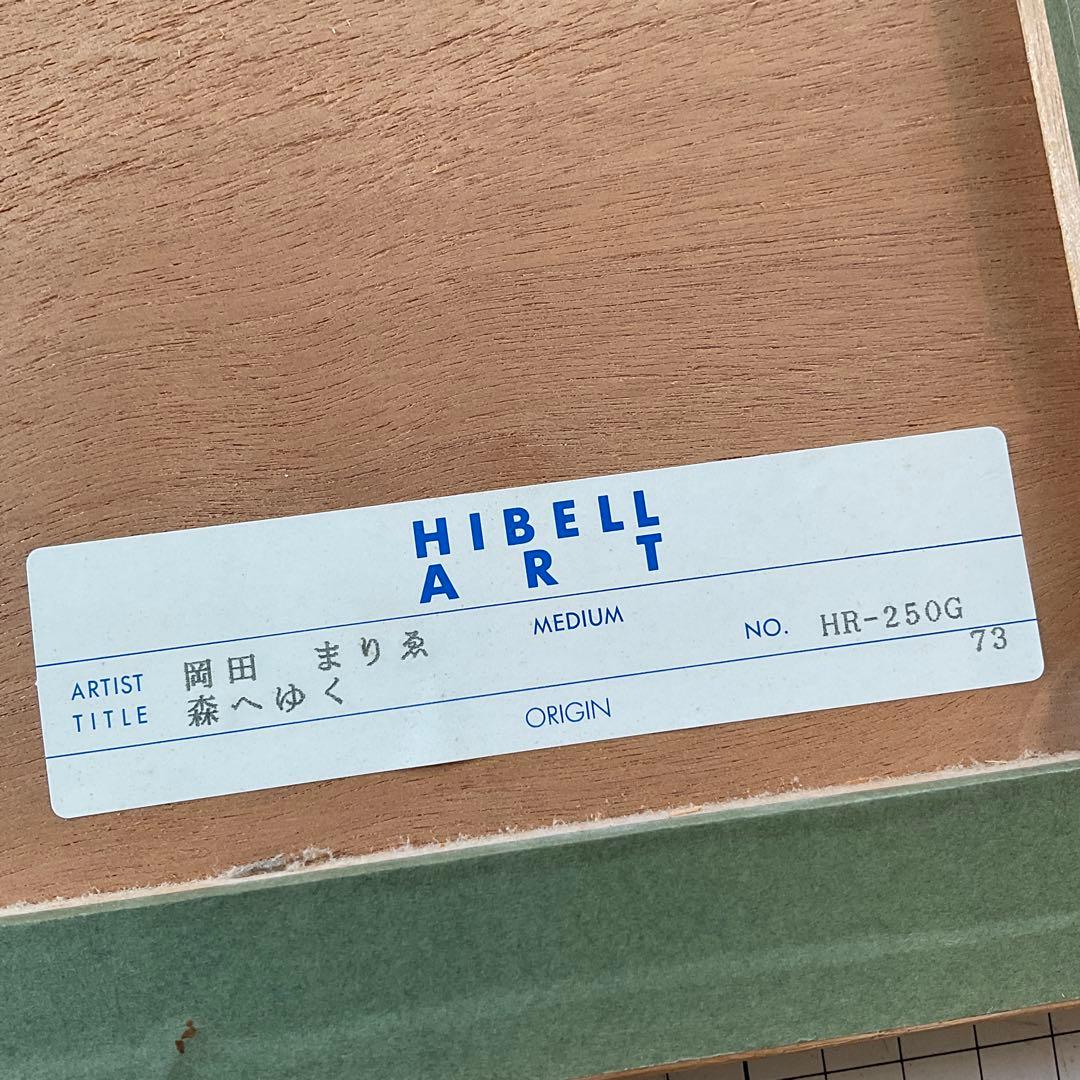 HIBELL
ART
ARTIST 岡田 まりゑ MEDIUM NO. HR-250G
TITLE 森へゆく ORIGIN 73